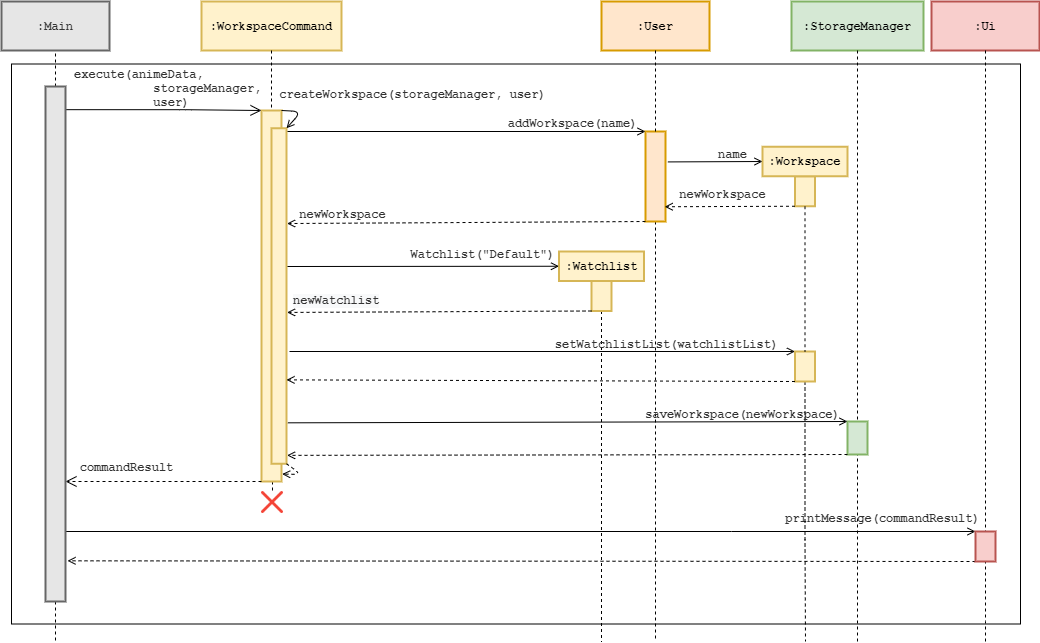 :Main
:WorkspaceCommand
:User
:StorageManager
:Ui
execute(animeData,
storageManager,
user)
createWorkspace(storageManager, user)
addWorkspace(name)
name
:Workspace
newWorkspace
newWorkspace
Watchlist("Default")
:Watchlist
newWatchlist
setWatchlistList(watchlistList)
saveWorkspace(newWorkspace)
commandResult
printMessage(commandResult)